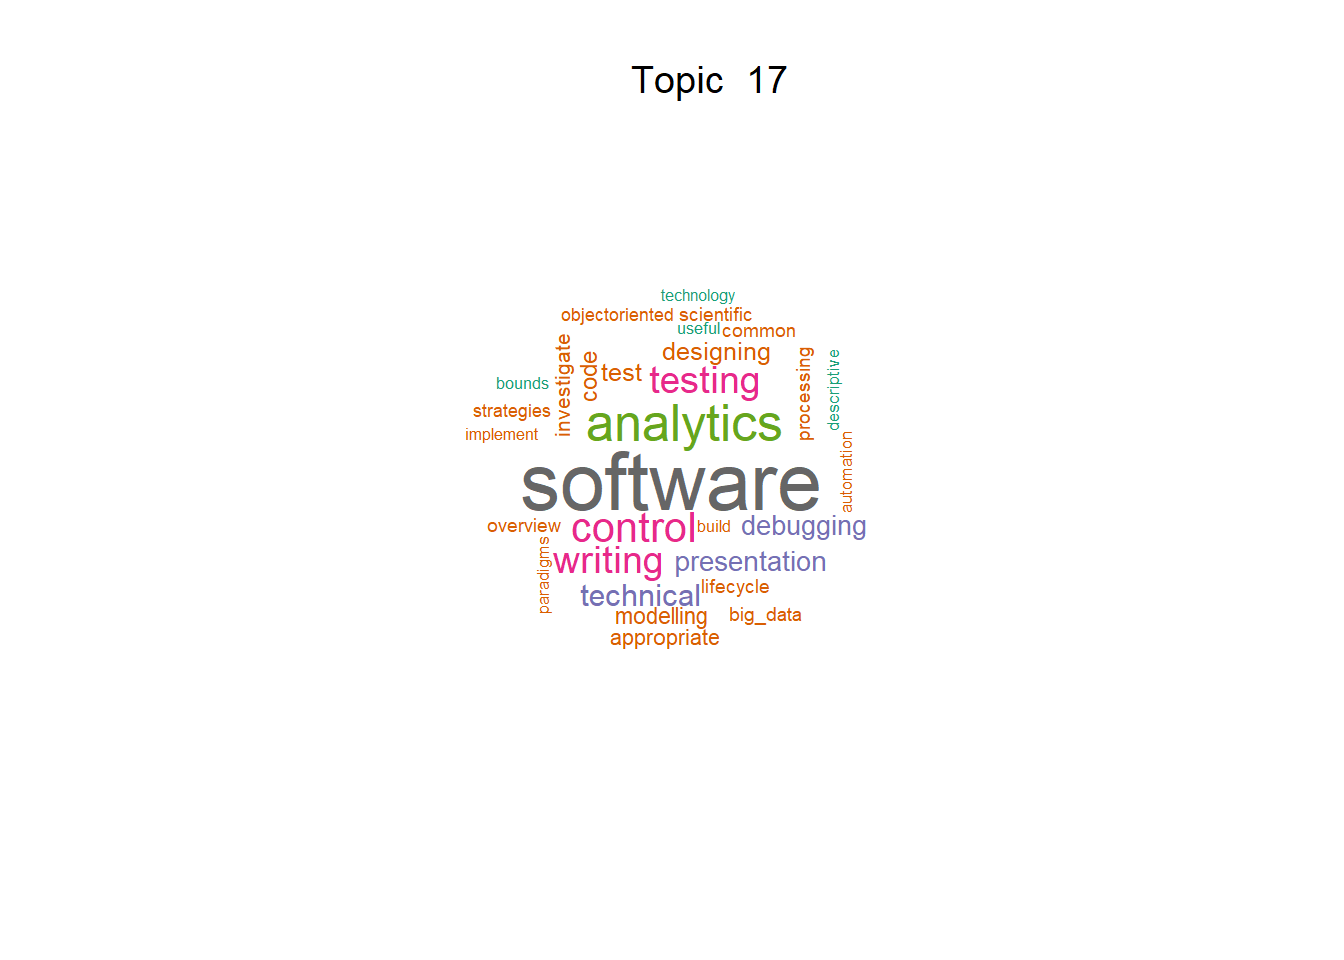 Topic 17
technology
objectoriented scientific
useful common
designing
investigate
code
test
testing
processing
descriptive
bounds
strategies
implement
analytics
automation
software
overview
control
build
debugging
paradigms
writing
presentation
technical
lifecycle
modelling
big_data
appropriate